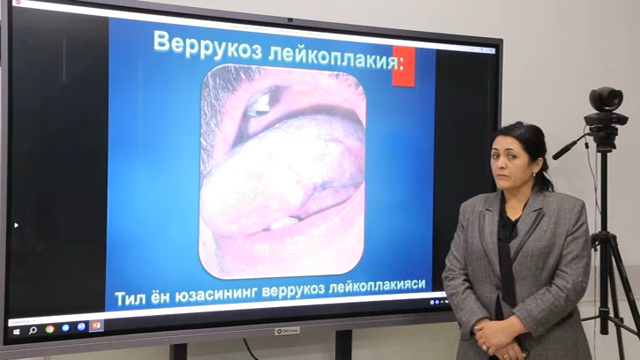 Веррукоз лейкоплакия:
Тил ён юзасининг веррукоз лейкоплакияси